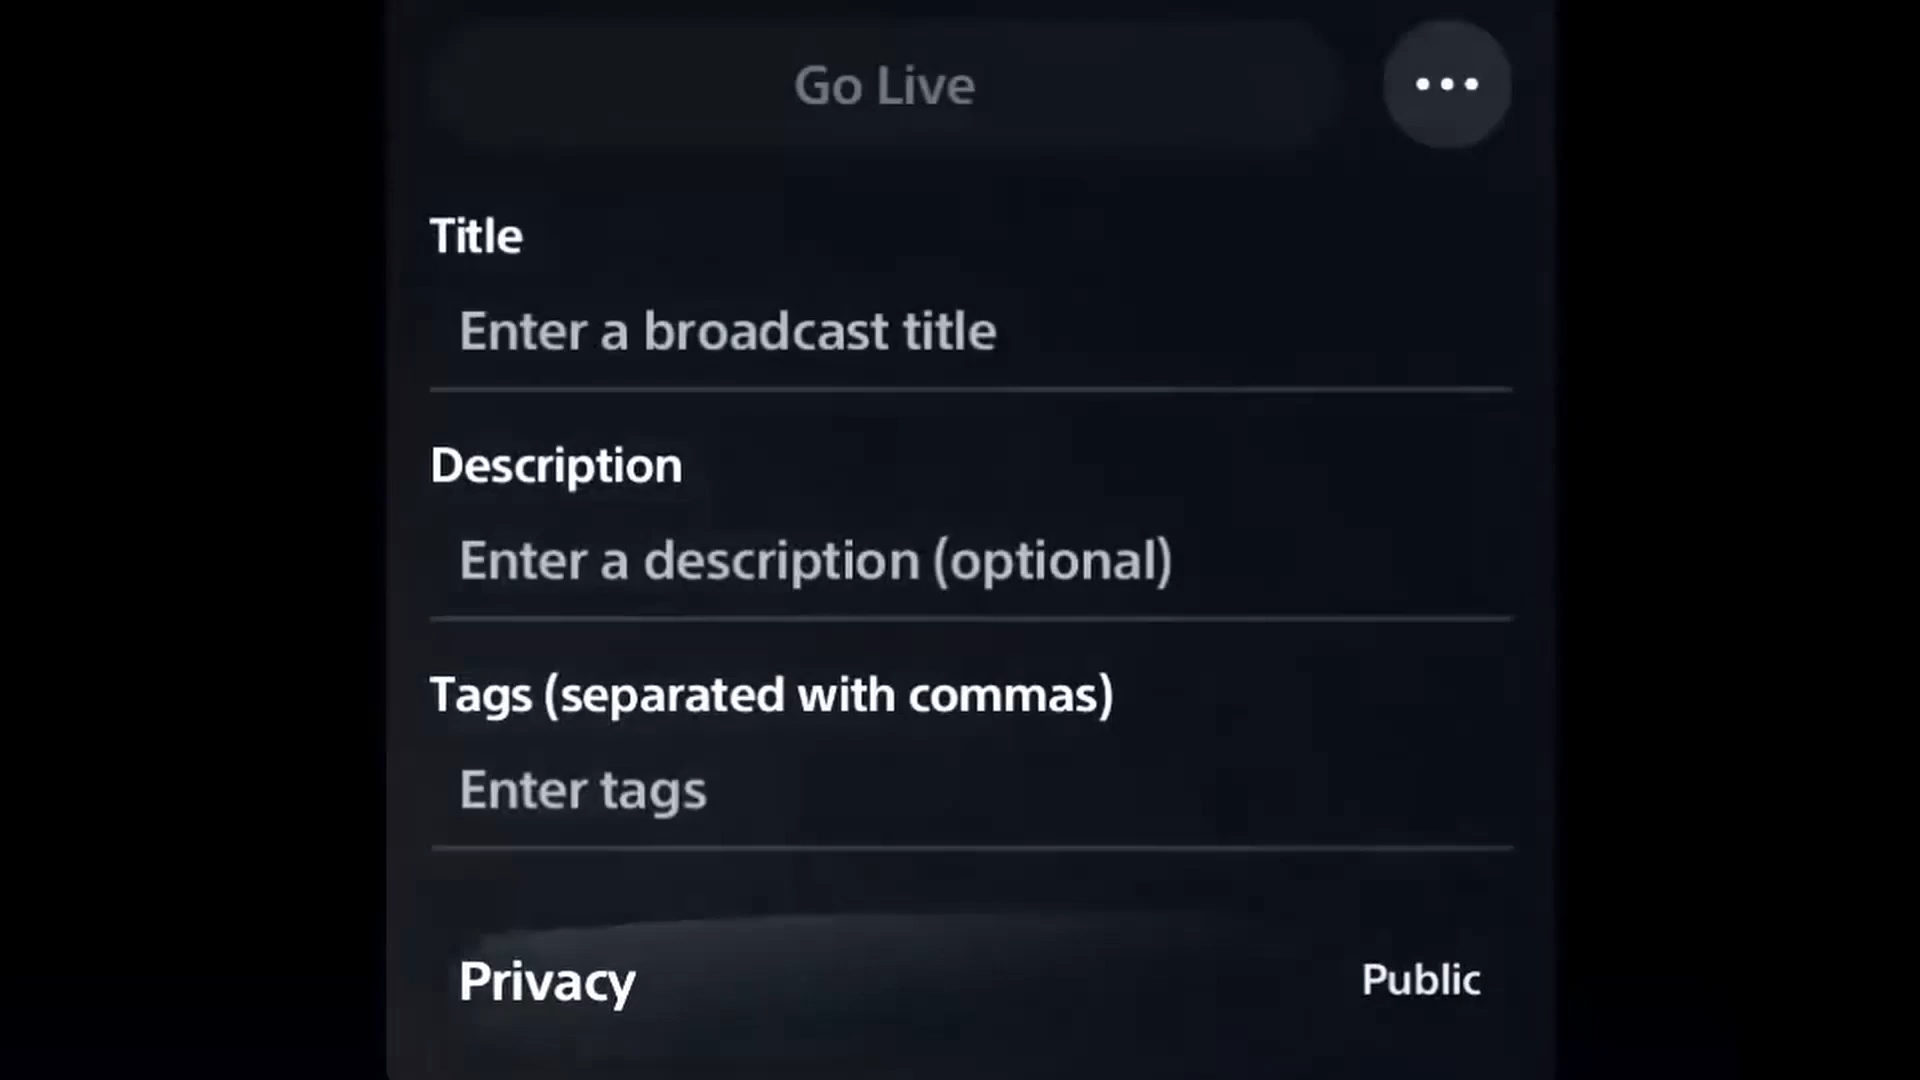 Go Live
Title
Enter a broadcast title
Description
Enter a description (optional)
Tags (separated with commas)
Enter tags
Privacy
Public